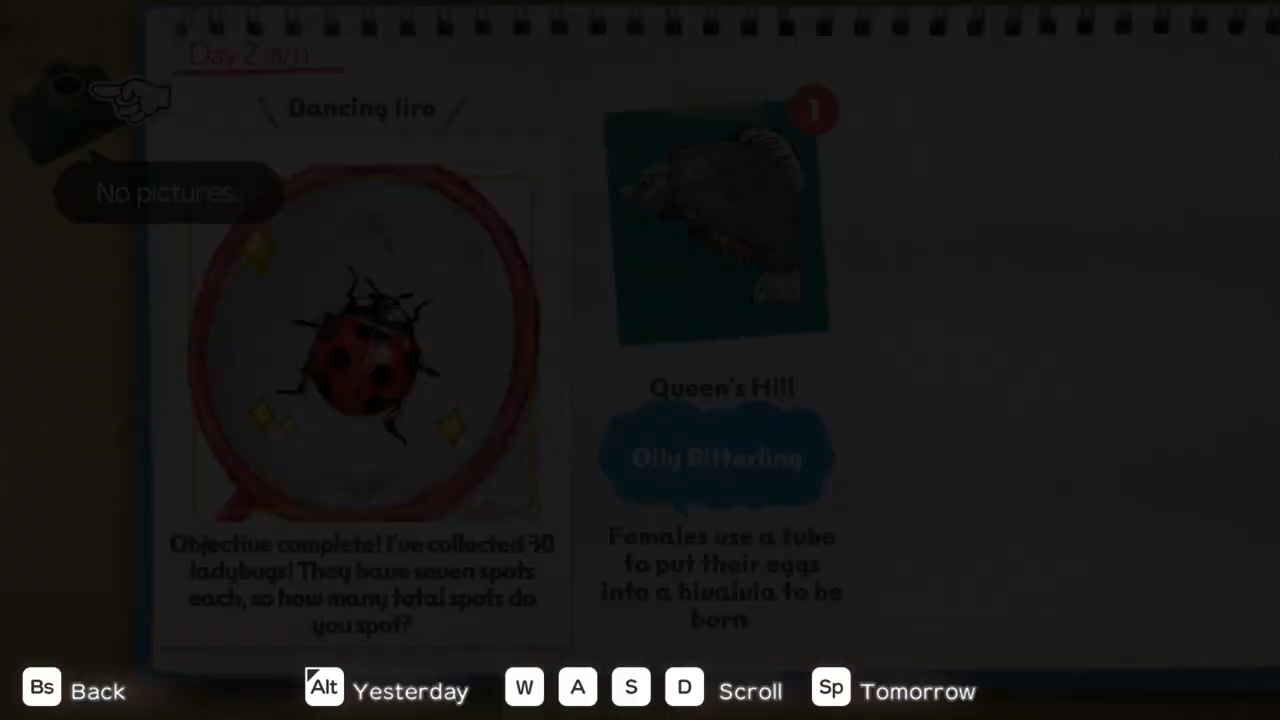 Day 2 (8/11)
Dancing liro
1
No pictures.
Queen's Hill
Oily Bitterling
Objective complete! I've collected 30
ladybugs! They have seven spots
each, so how many total spots do
you spot?
Females use a tube
to put their eggs
into a bivalvia to be
born.
Bs Back
Alt Yesterday
W A S D Scroll
Sp Tomorrow